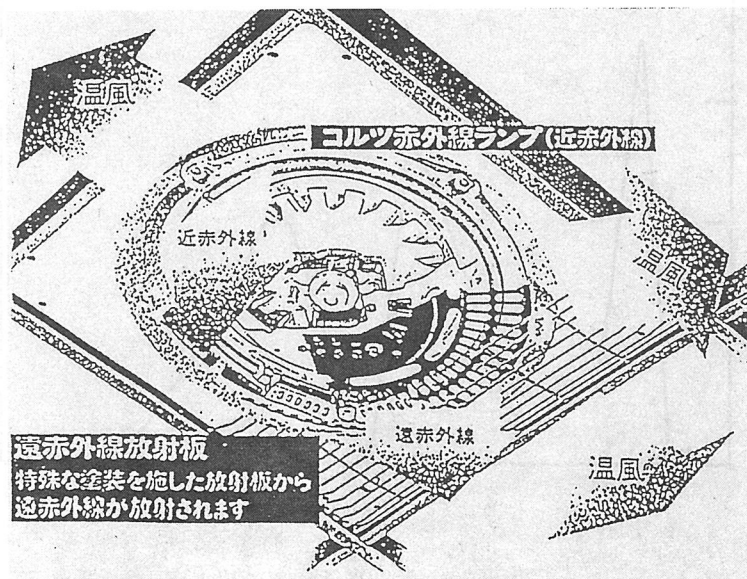 温風
コルツ赤外線ランプ(近赤外線)
近赤外線
温風
遠赤外線
遠赤外線放射板
特殊な塗装を施した放射板から
遠赤外線が放射されます
温風